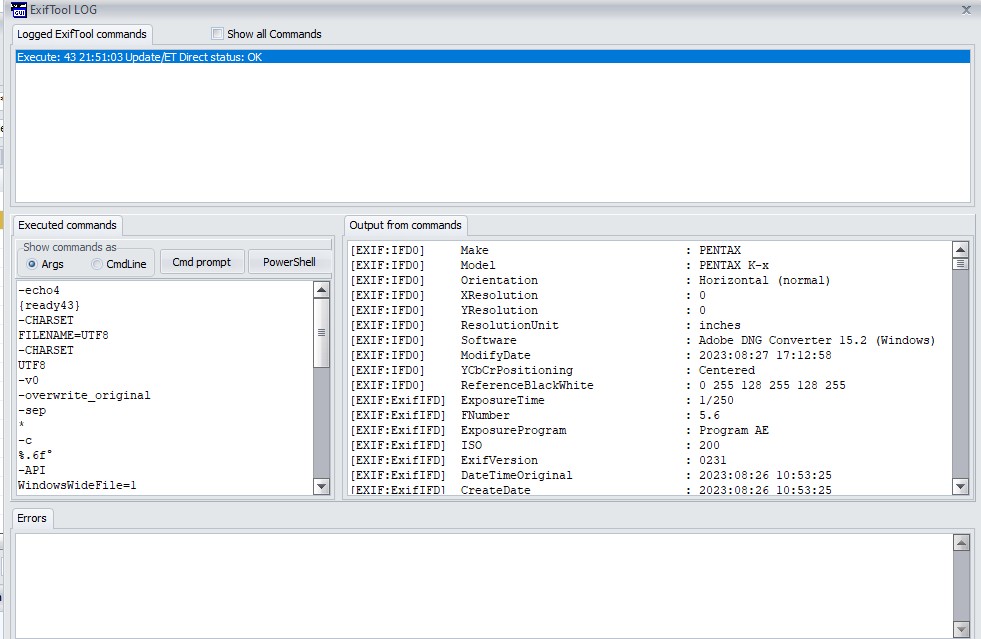 ExifTool LOG
Logged ExifTool commands
Show all Commands
Execute: 43 21:51:03 Update/ET Direct status: OK
Executed commands
Show commands as
Args
CmdLine
Cmd prompt
PowerShell
-echo4
{ready43}
-CHARSET
FILENAME=UTF8
-CHARSET
UTF8
-v0
-overwrite_original
-sep
*
-c
%.6f°
-API
WindowsWideFile=1
Output from commands
[EXIF:IFD0] Make : PENTAX
[EXIF:IFD0] Model : PENTAX K-x
[EXIF:IFD0] Orientation : Horizontal (normal)
[EXIF:IFD0] XResolution : 0
[EXIF:IFD0] YResolution : 0
[EXIF:IFD0] ResolutionUnit : inches
[EXIF:IFD0] Software : Adobe DNG Converter 15.2 (Windows)
[EXIF:IFD0] ModifyDate : 2023:08:27 17:12:58
[EXIF:IFD0] YCbCrPositioning : Centered
[EXIF:IFD0] ReferenceBlackWhite : 0 255 128 255 128 255
[EXIF:ExifIFD] ExposureTime : 1/250
[EXIF:ExifIFD] FNumber : 5.6
[EXIF:ExifIFD] ExposureProgram : Program AE
[EXIF:ExifIFD] ISO : 200
[EXIF:ExifIFD] ExifVersion : 0231
[EXIF:ExifIFD] DateTimeOriginal : 2023:08:26 10:53:25
[EXIF:ExifIFD] CreateDate : 2023:08:26 10:53:25
Errors